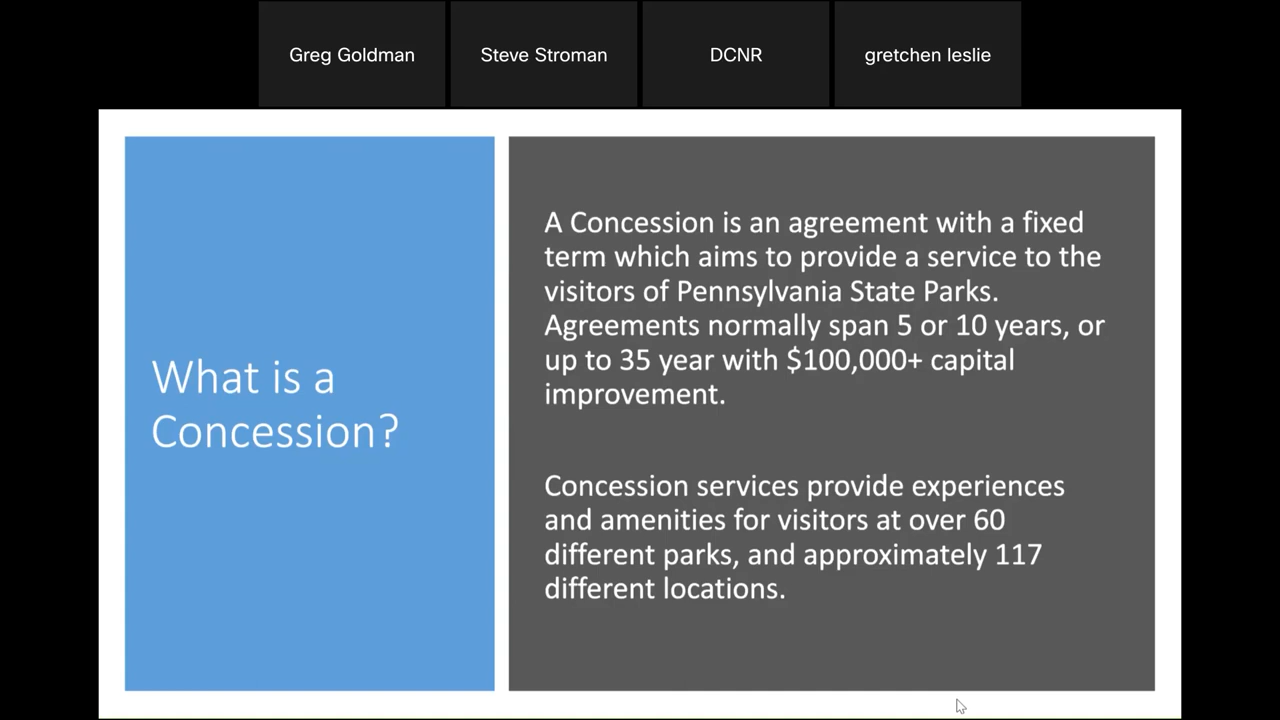 Greg Goldman
Steve Stroman
DCNR
gretchen leslie
What is a
Concession?
A Concession is an agreement with a fixed
term which aims to provide a service to the
visitors of Pennsylvania State Parks.
Agreements normally span 5 or 10 years, or
up to 35 year with $100,000+ capital
improvement.
Concession services provide experiences
and amenities for visitors at over 60
different parks, and approximately 117
different locations.